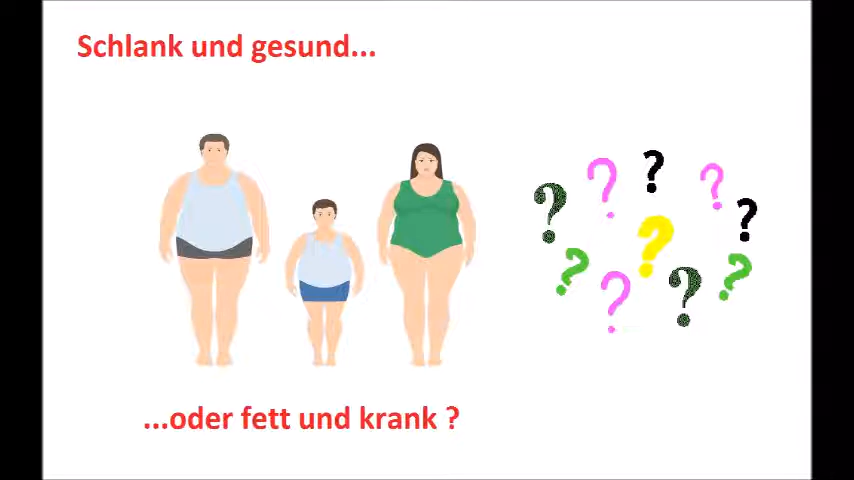 Schlank und gesund...
? ? ? ? ? ? ? ? ? ? ?
...oder fett und krank ?